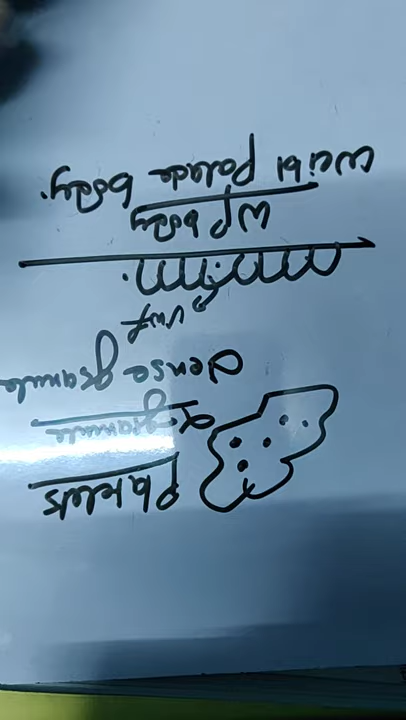 Platelets
α-granule
dense granule
vwf
WP body
weibl palade body.